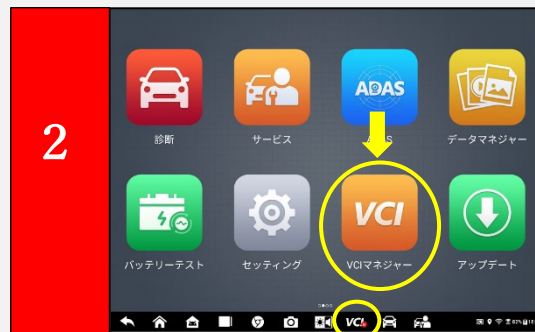 2
ADAS
診断
サービス
データマネジャー
VCI
バッテリーテスト
セッティング
VCIマネジャー
アップデート
VCI